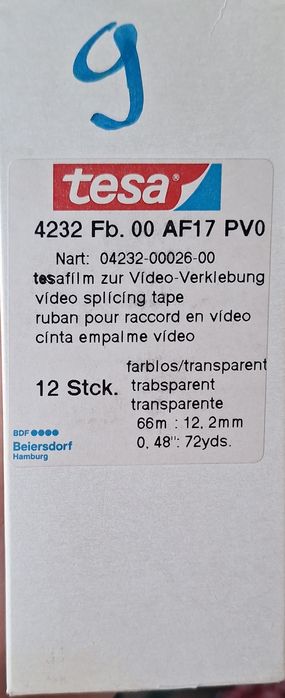 9
tesa®
4232 Fb. 00 AF17 PV0
Nart: 04232-00026-00
tesafilm zur Video-Verklebung
video splicing tape
ruban pour raccord en vidéo
cinta empalme vídeo
farblos/transparent
12 Stck. trabsparent
transparente
66m : 12, 2mm
0, 48": 72yds.
BDF
Beiersdorf
Hamburg